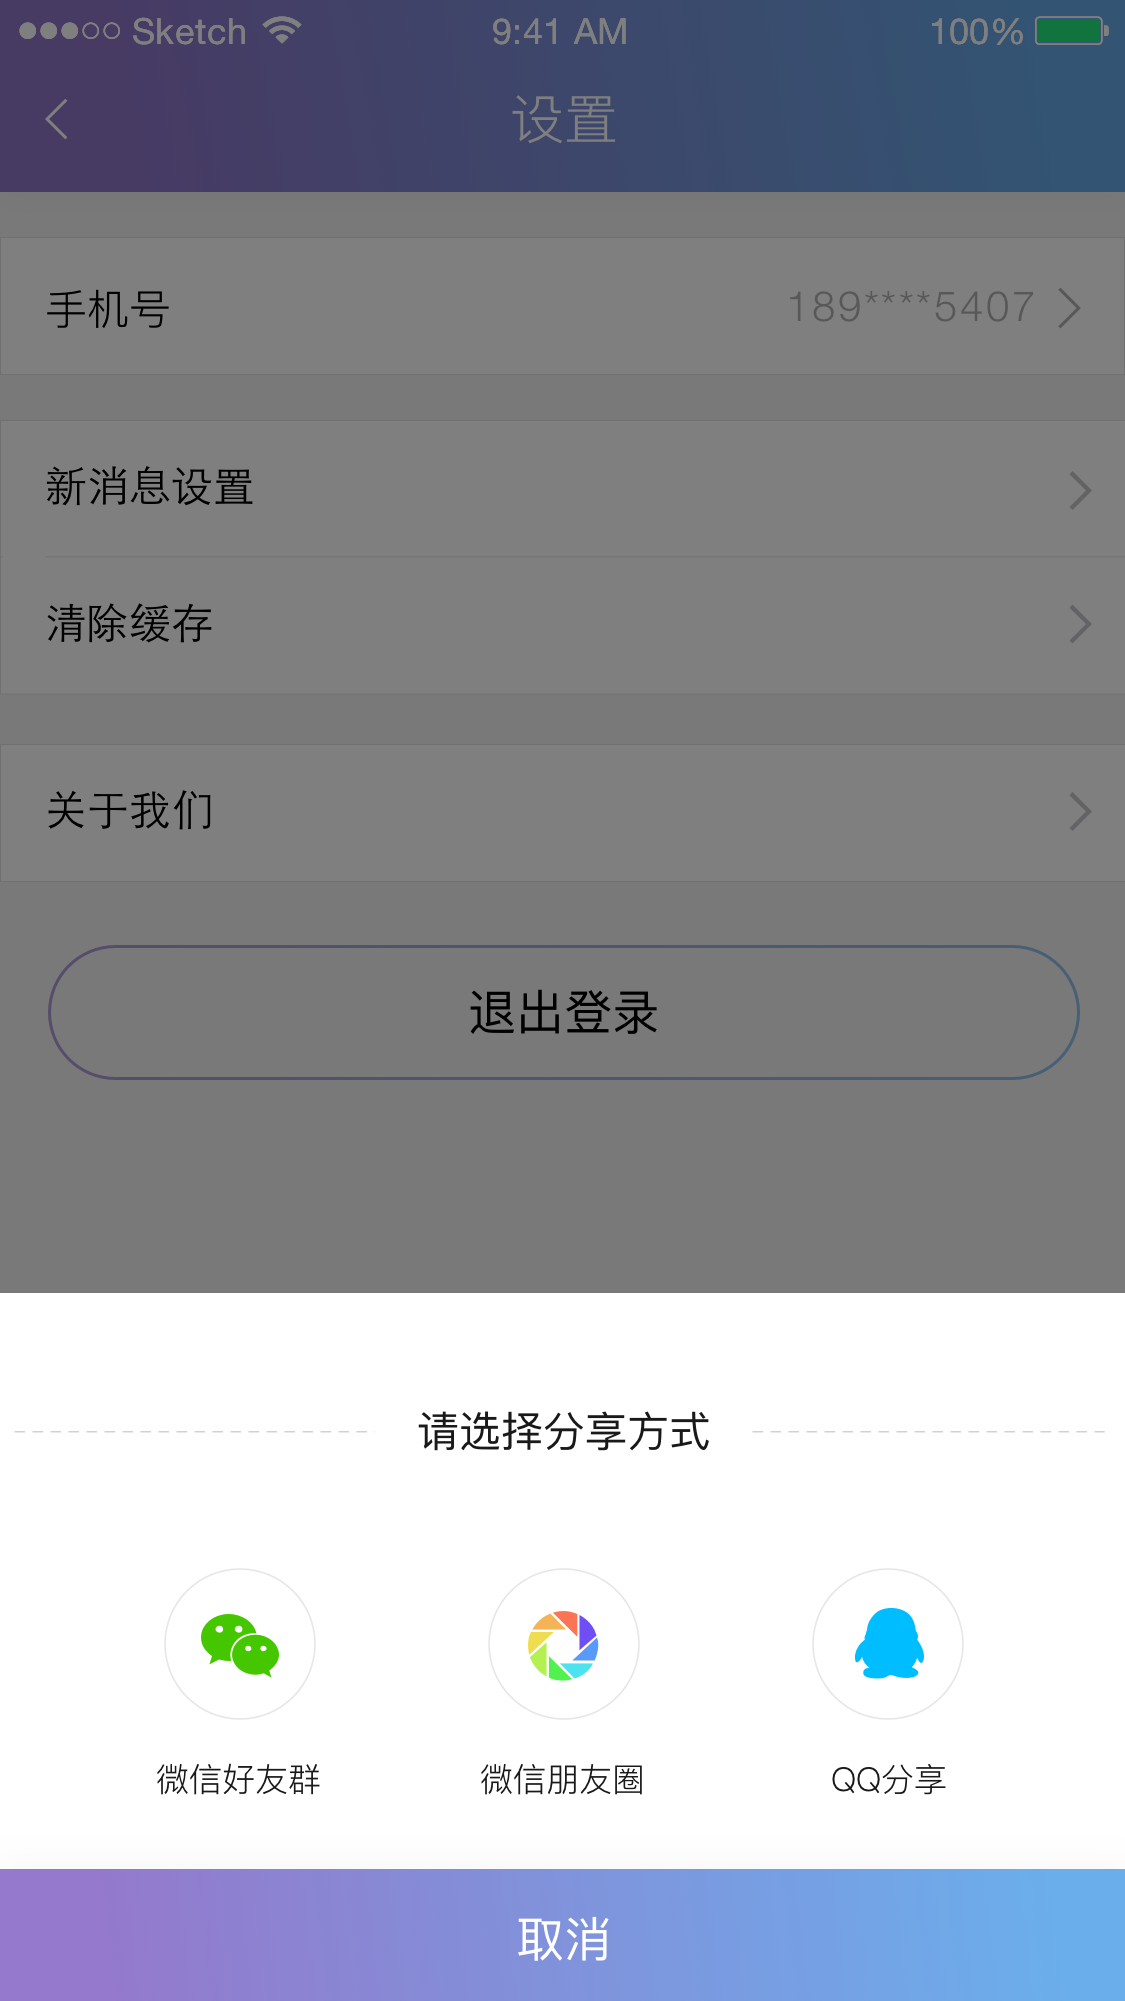 Sketch 9:41 AM 100%
设置
手机号 189****5407
新消息设置
清除缓存
关于我们
退出登录
请选择分享方式
微信好友群 微信朋友圈 QQ分享
取消